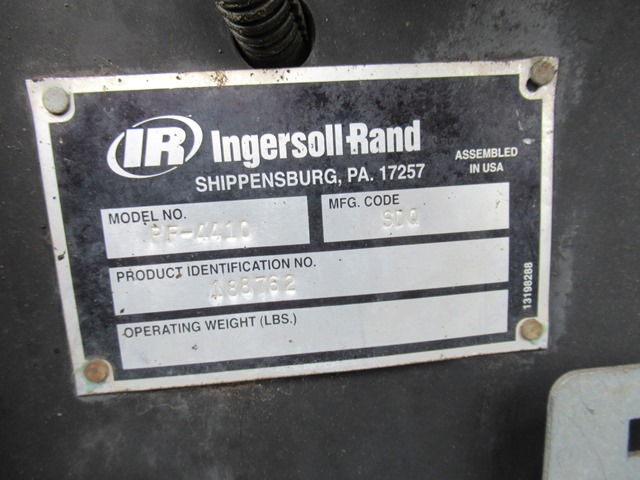 IR Ingersoll-Rand
SHIPPENSBURG, PA. 17257
ASSEMBLED
IN USA
MODEL NO.
PF-4410
MFG. CODE
SDQ
PRODUCT IDENTIFICATION NO.
188762
OPERATING WEIGHT (LBS.)
13198288